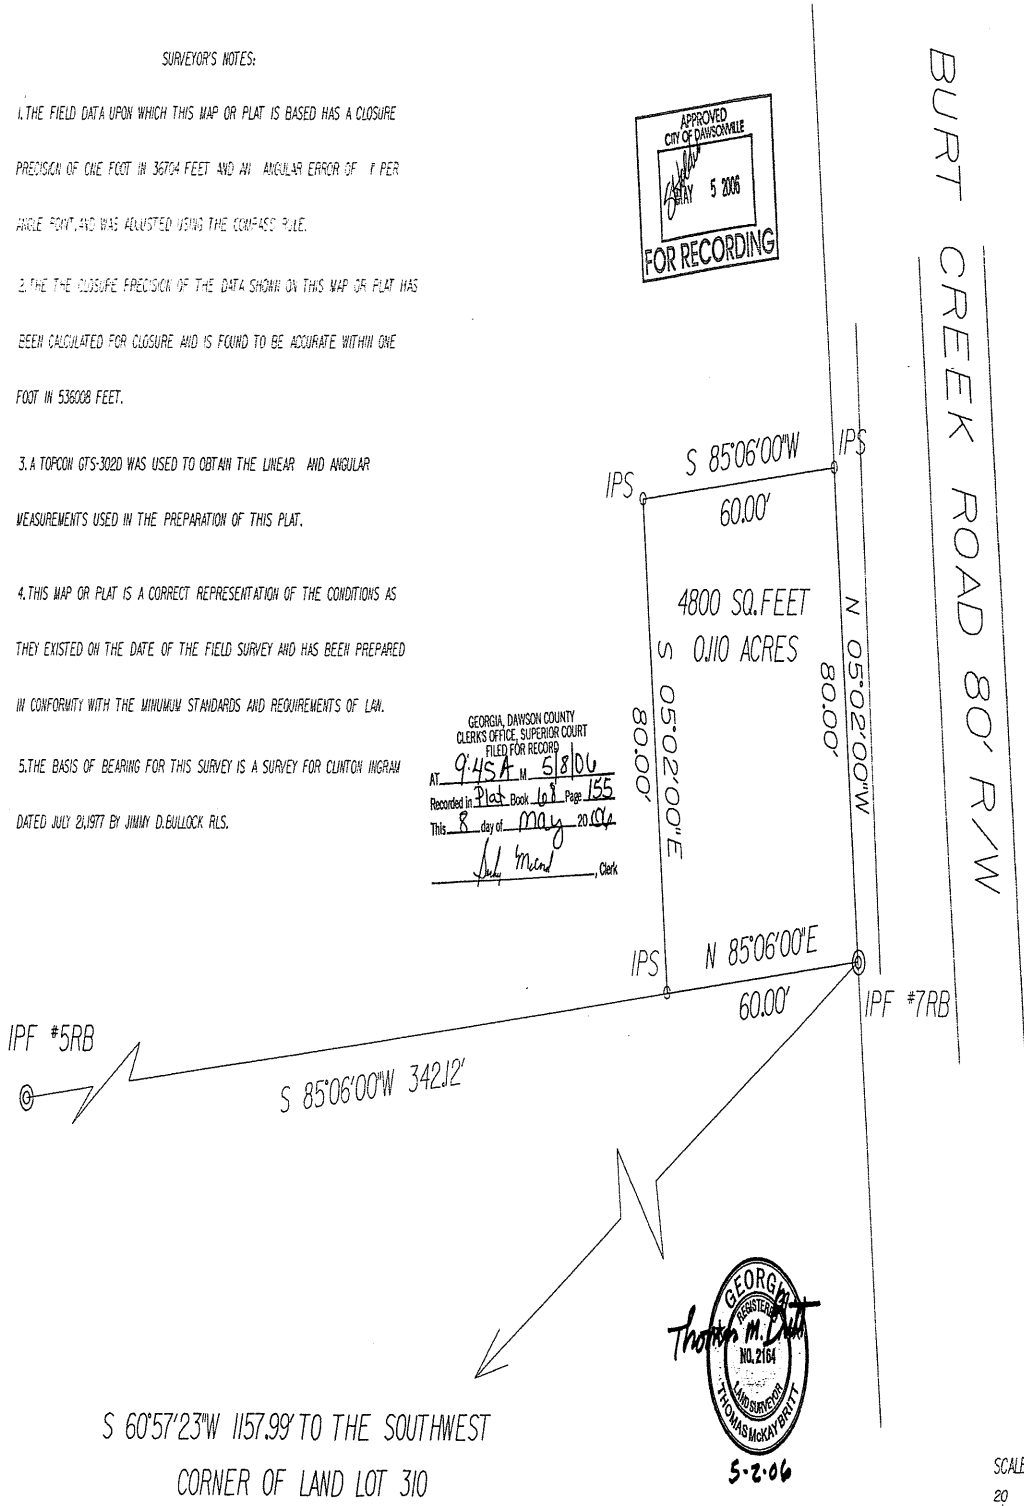 SURVEYOR'S NOTES:
1. THE FIELD DATA UPON WHICH THIS MAP OR PLAT IS BASED HAS A CLOSURE
PRECISION OF ONE FOOT IN 36704 FEET AND AN ANGULAR ERROR OF 1" PER
ANGLE POINT, AND WAS ADJUSTED USING THE COMPASS RULE.
2. THE THE CLOSURE PRECISION OF THE DATA SHOWN ON THIS MAP OR PLAT HAS
BEEN CALCULATED FOR CLOSURE AND IS FOUND TO BE ACCURATE WITHIN ONE
FOOT IN 536008 FEET.
3. A TOPCON GTS-302D WAS USED TO OBTAIN THE LINEAR AND ANGULAR
MEASUREMENTS USED IN THE PREPARATION OF THIS PLAT.
4. THIS MAP OR PLAT IS A CORRECT REPRESENTATION OF THE CONDITIONS AS
THEY EXISTED ON THE DATE OF THE FIELD SURVEY AND HAS BEEN PREPARED
IN CONFORMITY WITH THE MINIMUM STANDARDS AND REQUIREMENTS OF LAW.
5. THE BASIS OF BEARING FOR THIS SURVEY IS A SURVEY FOR CLINTON INGRAM
DATED JULY 21, 1977 BY JIMMY D. BULLOCK RLS.
APPROVED
CITY OF DAWSONVILLE
MAY 5 2006
FOR RECORDING
BURT CREEK ROAD 80' R/W
IPS
S 85°06'00"W
60.00'
IPS
4800 SQ.FEET
0.110 ACRES
S 05°02'00"E
80.00'
N 05°02'00"W
80.00'
GEORGIA, DAWSON COUNTY
CLERK'S OFFICE, SUPERIOR COURT
FILED FOR RECORD
AT 9:45A M 5/8/06
Recorded in Plat Book 68 Page 155
This 8 day of May 2006
, Clerk
IPS
N 85°06'00"E
60.00'
IPF #7RB
IPF #5RB
S 85°06'00"W 342.12'
S 60°57'23"W 1157.99' TO THE SOUTHWEST
CORNER OF LAND LOT 310
GEORGIA
REGISTERED
NO. 2164
LAND SURVEYOR
THOMAS McKAY BRITT
Thomas M. Britt
5-2-06
SCALE
20